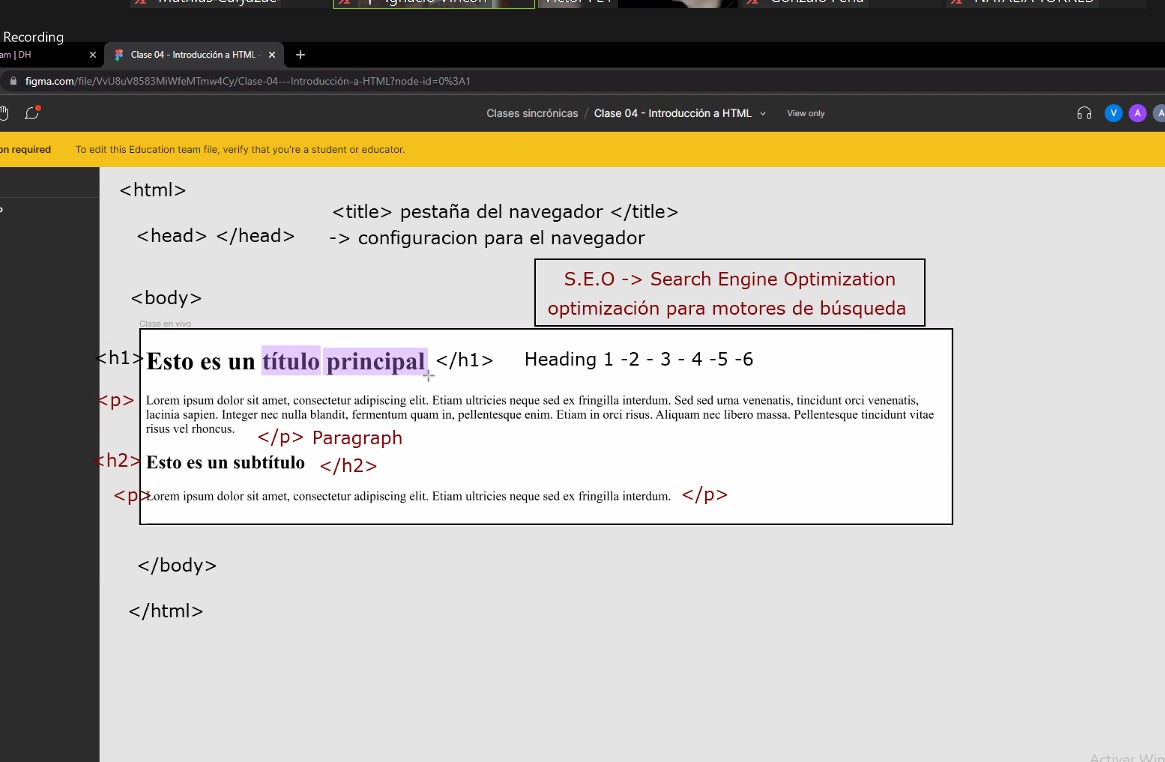 Recording
am | DH
Clase 04 - Introducción a HTML -
figma.com/file/VvU8uV8583MiWfeMTmw4Cy/Clase-04---Introducción-a-HTML?node-id=0%3A1
Clases sincrónicas / Clase 04 - Introducción a HTML View only
V A A
on required To edit this Education team file, verify that you're a student or educator.
<html>
<title> pestaña del navegador </title>
<head> </head> -> configuracion para el navegador
S.E.O -> Search Engine Optimization
optimización para motores de búsqueda
<body>
Clase en vivo
<h1> Esto es un título principal </h1> Heading 1 -2 - 3 - 4 -5 -6
<p> Lorem ipsum dolor sit amet, consectetur adipiscing elit. Etiam ultricies neque sed ex fringilla interdum. Sed sed urna venenatis, tincidunt orci venenatis,
lacinia sapien. Integer nec nulla blandit, fermentum quam in, pellentesque enim. Etiam in orci risus. Aliquam nec libero massa. Pellentesque tincidunt vitae
risus vel rhoncus.
</p> Paragraph
<h2> Esto es un subtítulo </h2>
<p> Lorem ipsum dolor sit amet, consectetur adipiscing elit. Etiam ultricies neque sed ex fringilla interdum. </p>
</body>
</html>
Activar Win